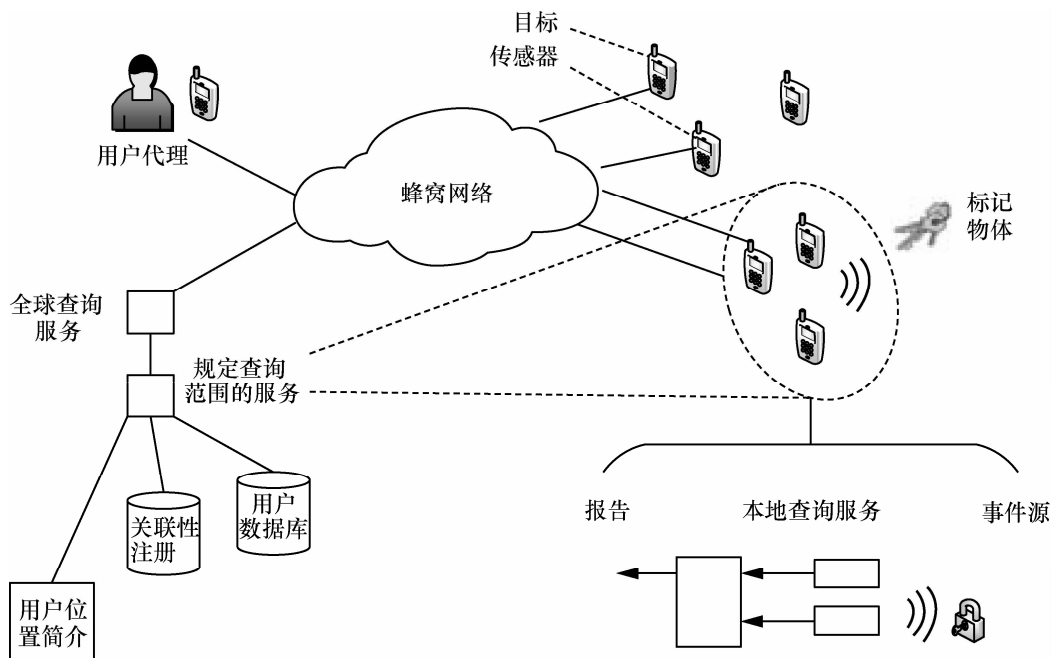 目标
传感器
用户代理
蜂窝网络
标记
物体
全球查询
服务
规定查询
范围的服务
关联性
注册
用户
数据库
用户位
置简介
报告
本地查询服务
事件源